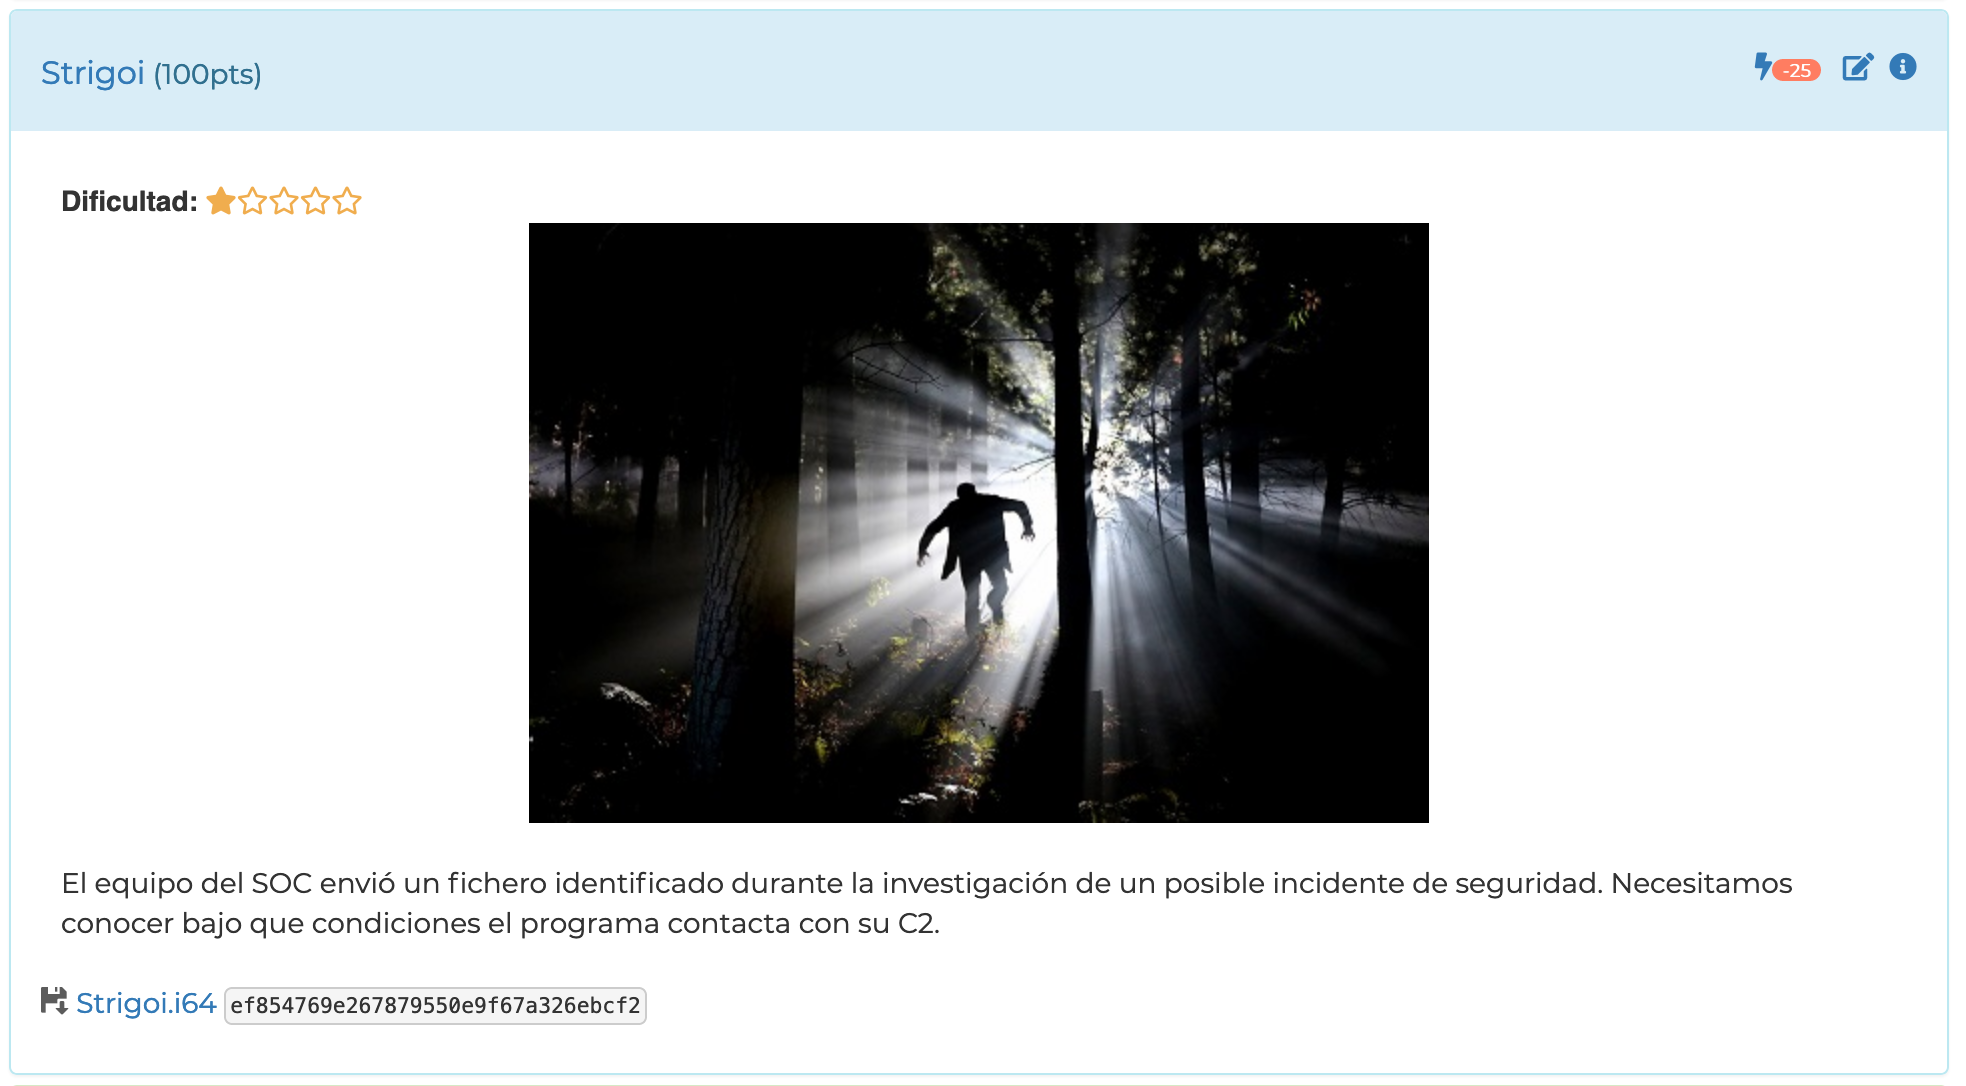 Strigoi (100pts)
-25
Dificultad:
El equipo del SOC envió un fichero identificado durante la investigación de un posible incidente de seguridad. Necesitamos
conocer bajo que condiciones el programa contacta con su C2.
Strigoi.i64 ef854769e267879550e9f67a326ebcf2